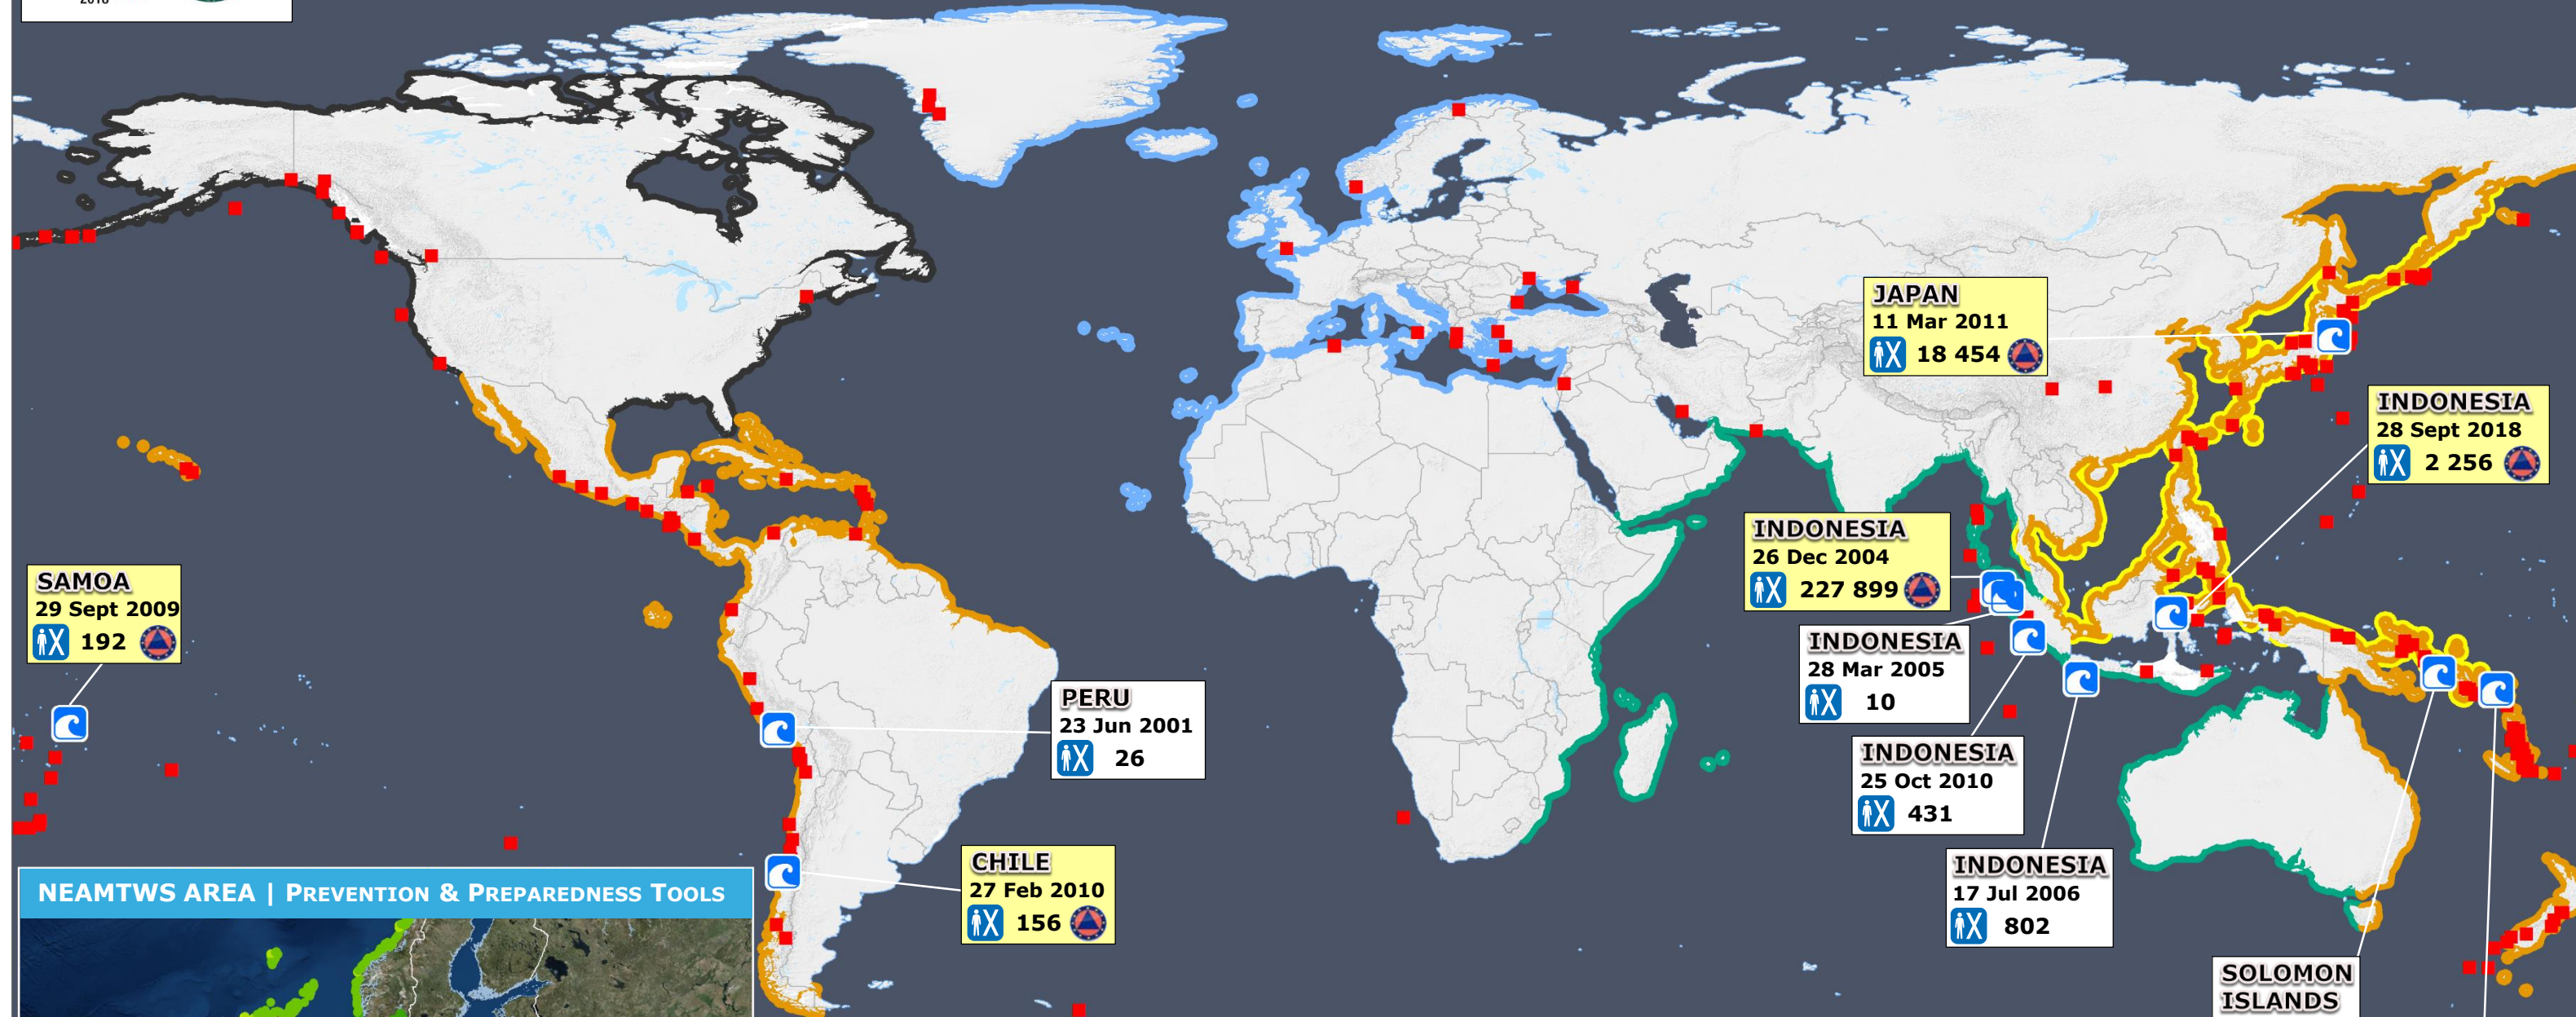 2018
JAPAN
11 Mar 2011
18 454
INDONESIA
28 Sept 2018
2 256
INDONESIA
26 Dec 2004
227 899
SAMOA
29 Sept 2009
192
INDONESIA
28 Mar 2005
10
PERU
23 Jun 2001
26
INDONESIA
25 Oct 2010
431
CHILE
27 Feb 2010
156
INDONESIA
17 Jul 2006
802
NEAMTWS AREA | PREVENTION & PREPAREDNESS TOOLS
SOLOMON
ISLANDS